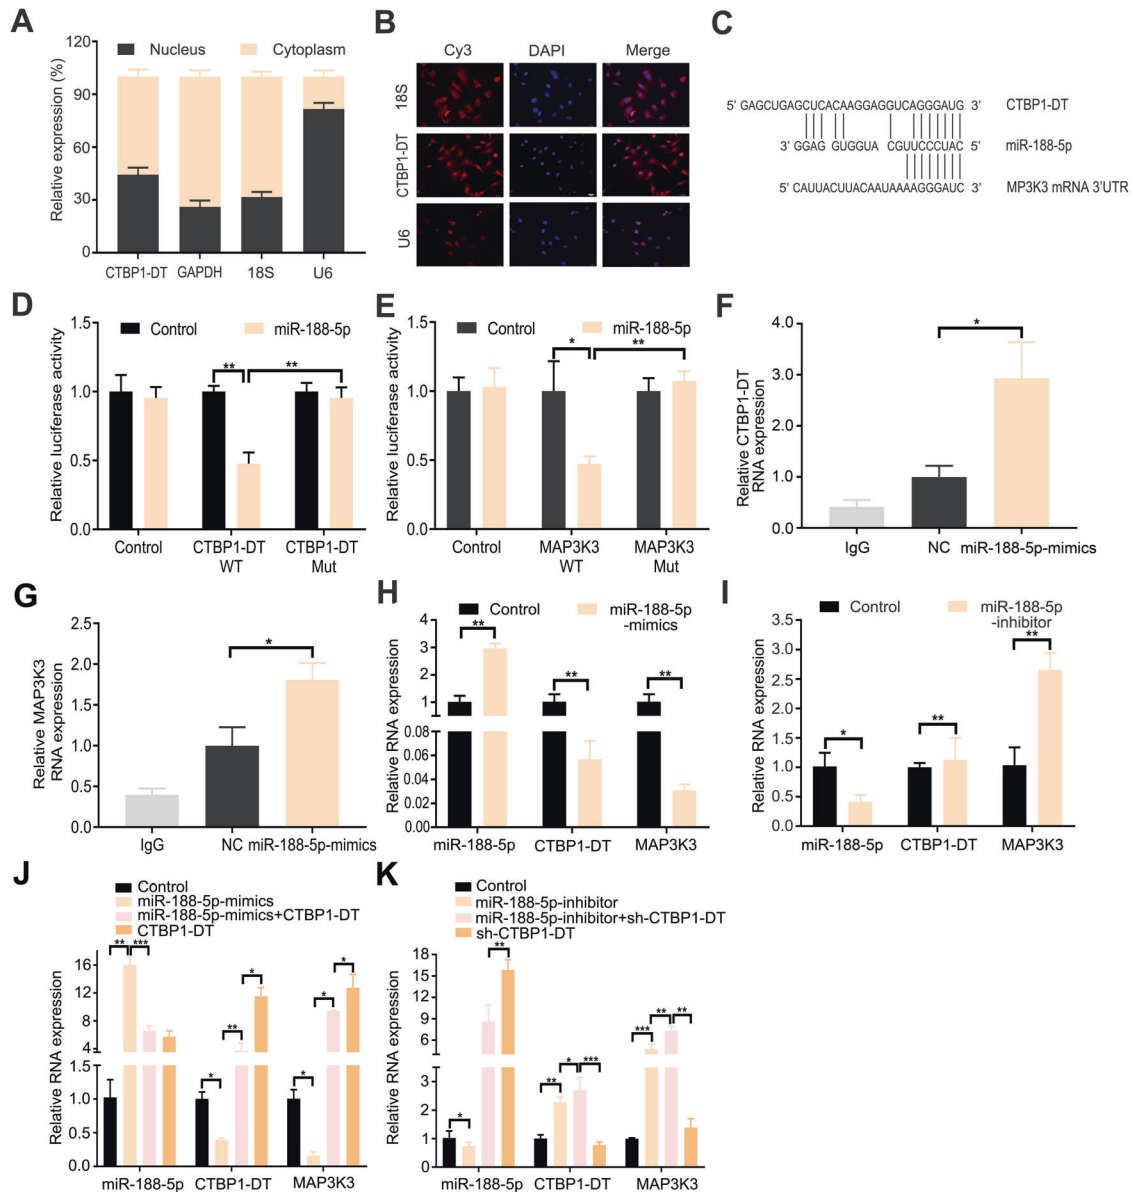 A
Relative expression (%)
Nucleus
Cytoplasm
120
90
60
30
0
CTBP1-DT
GAPDH
18S
U6
B
Cy3
DAPI
Merge
18S
CTBP1-DT
U6
C
5' GAGCUGAGCUCACAAGGAGGUCAGGGAUG 3' CTBP1-DT
3' GGAG GUGGUA CGUUCCCUAC 5' miR-188-5p
5' CAUUACUUACAAUAAAAGGGAUC 3' MP3K3 mRNA 3'UTR
D
Relative luciferase activity
Control
miR-188-5p
1.5
1.0
0.5
0.0
**
**
Control
CTBP1-DT
WT
CTBP1-DT
Mut
E
Relative luciferase activity
Control
miR-188-5p
1.5
1.0
0.5
0.0
*
**
Control
MAP3K3
WT
MAP3K3
Mut
F
Relative CTBP1-DT
RNA expression
4.0
3.0
2.0
1.0
0.0
*
IgG
NC
miR-188-5p-mimics
G
Relative MAP3K3
RNA expression
2.5
2.0
1.5
1.0
0.5
0.0
*
IgG
NC
miR-188-5p-mimics
H
Relative RNA expression
Control
miR-188-5p
-mimics
4
3
2
1
0.08
0.06
0.04
0.02
0.00
**
**
**
miR-188-5p
CTBP1-DT
MAP3K3
I
Relative RNA expression
Control
miR-188-5p
-inhibitor
3.5
3.0
2.5
2.0
1.5
1.0
0.5
0.0
*
**
**
miR-188-5p
CTBP1-DT
MAP3K3
J
Control
miR-188-5p-mimics
miR-188-5p-mimics+CTBP1-DT
CTBP1-DT
Relative RNA expression
16
12
8
4
1.5
1.0
0.5
0.0
**
***
*
**
*
*
*
*
miR-188-5p
CTBP1-DT
MAP3K3
K
Control
miR-188-5p-inhibitor
miR-188-5p-inhibitor+sh-CTBP1-DT
sh-CTBP1-DT
Relative RNA expression
18
15
12
9
6
3
2
1
0
*
**
**
*
***
***
**
**
miR-188-5p
CTBP1-DT
MAP3K3